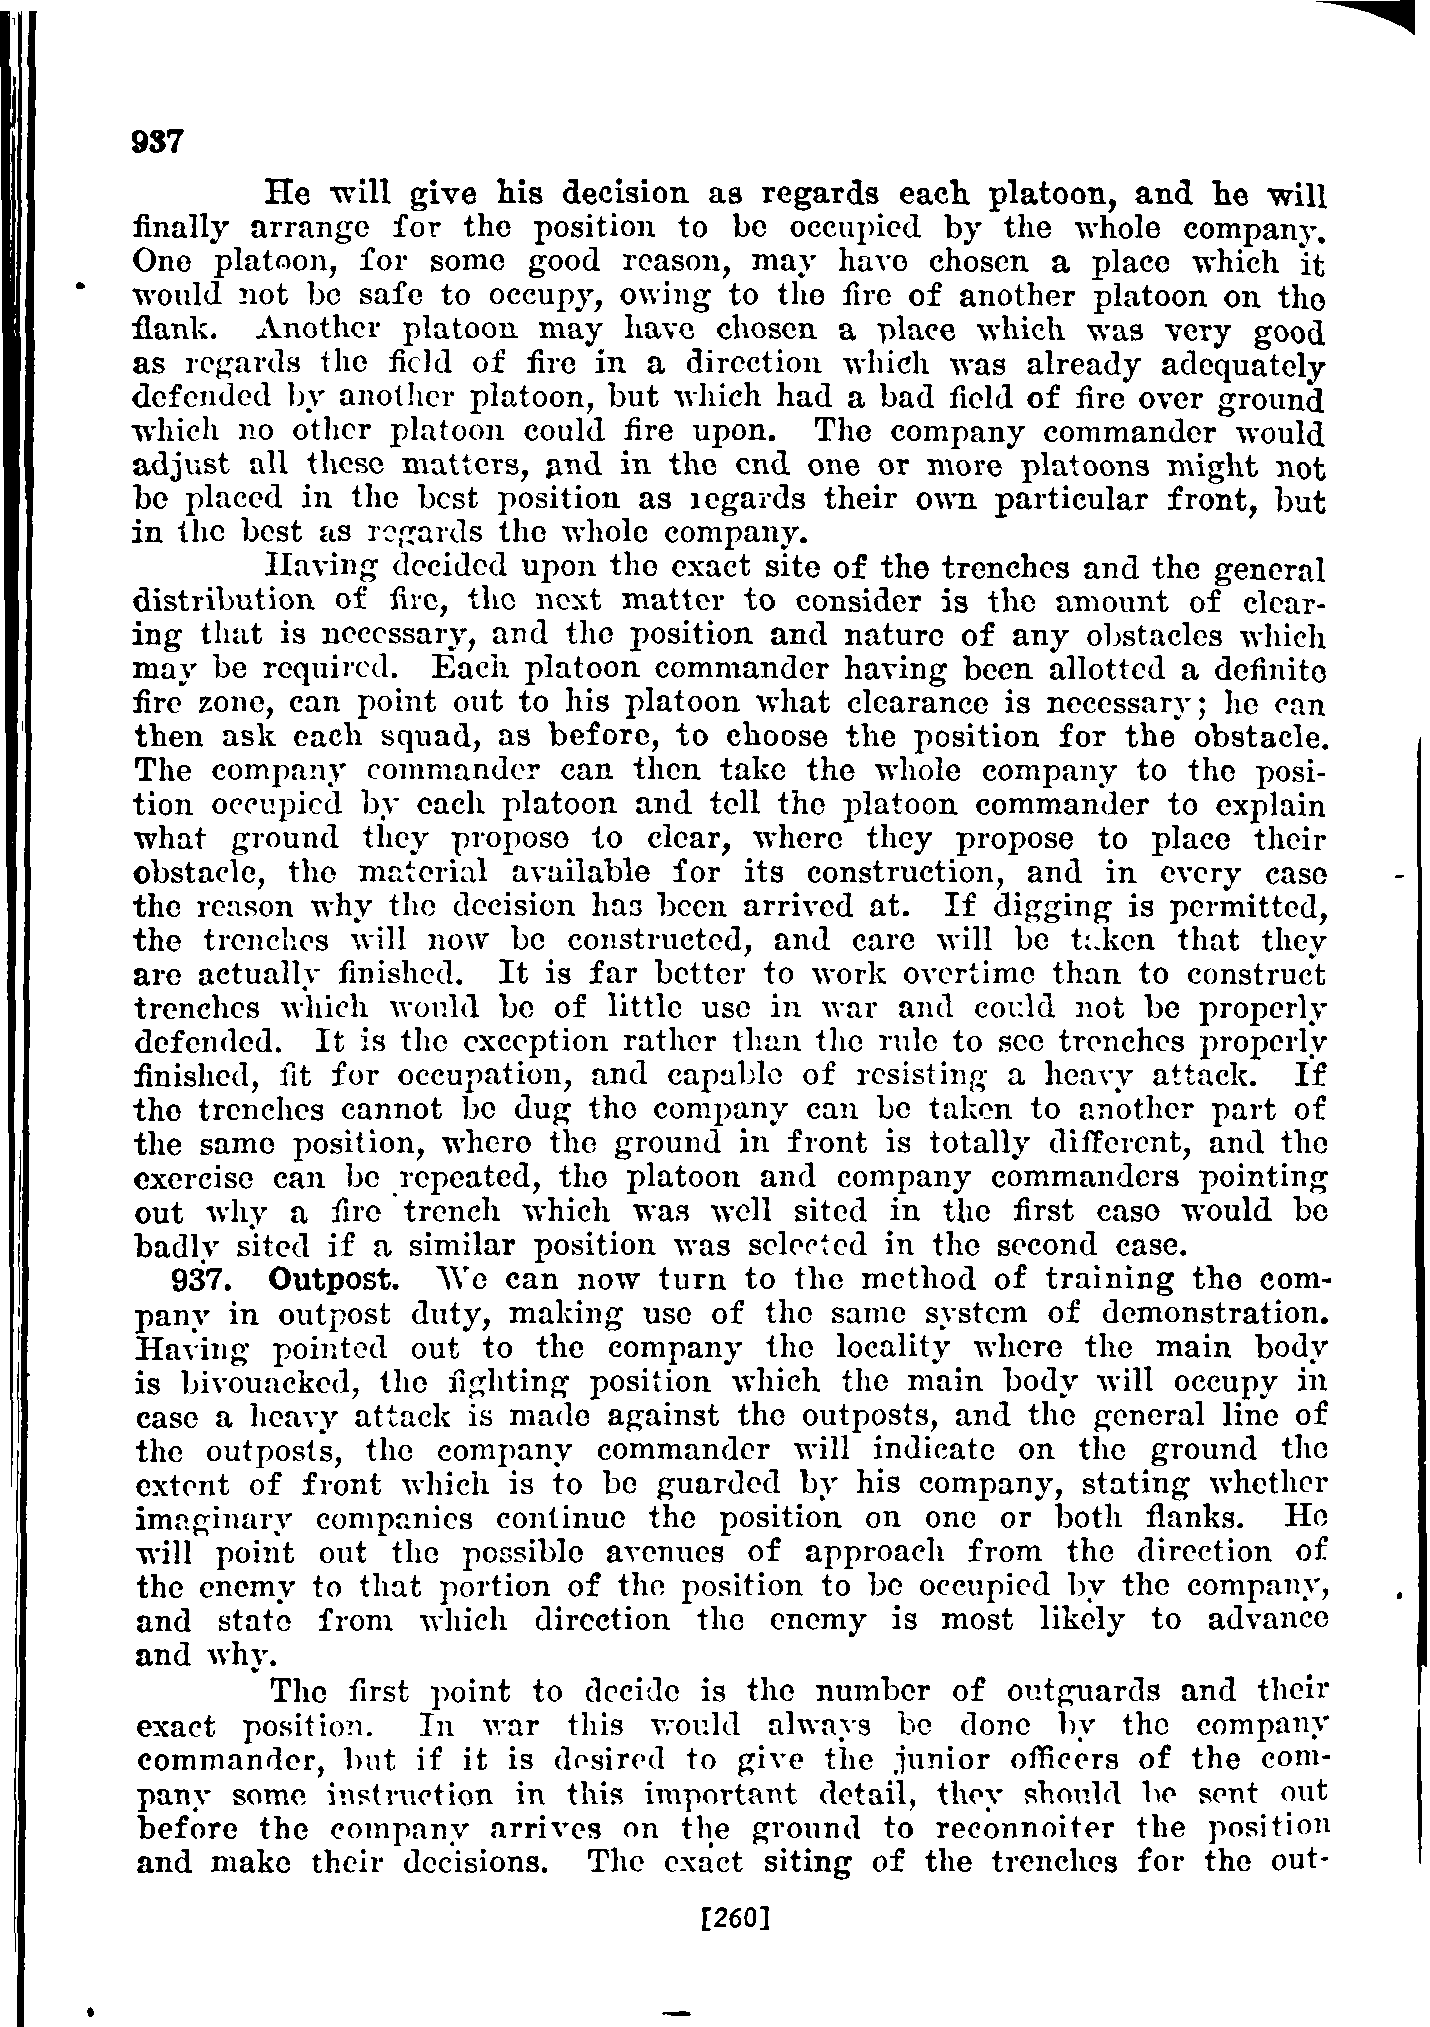 937
He will give his decision as regards each platoon, and he will
finally arrange for the position to be occupied by the whole company.
One platoon, for some good reason, may have chosen a place which it
would not be safe to occupy, owing to the fire of another platoon on the
flank. Another platoon may have chosen a place which was very good
as regards the field of fire in a direction which was already adequately
defended by another platoon, but which had a bad field of fire over ground
which no other platoon could fire upon. The company commander would
adjust all these matters, and in the end one or more platoons might not
be placed in the best position as regards their own particular front, but
in the best as regards the whole company.
Having decided upon the exact site of the trenches and the general
distribution of fire, the next matter to consider is the amount of clear-
ing that is necessary, and the position and nature of any obstacles which
may be required. Each platoon commander having been allotted a definite
fire zone, can point out to his platoon what clearance is necessary; he can
then ask each squad, as before, to choose the position for the obstacle.
The company commander can then take the whole company to the posi-
tion occupied by each platoon and tell the platoon commander to explain
what ground they propose to clear, where they propose to place their
obstacle, the material available for its construction, and in every case
the reason why the decision has been arrived at. If digging is permitted,
the trenches will now be constructed, and care will be taken that they
are actually finished. It is far better to work overtime than to construct
trenches which would be of little use in war and could not be properly
defended. It is the exception rather than the rule to see trenches properly
finished, fit for occupation, and capable of resisting a heavy attack. If
the trenches cannot be dug the company can be taken to another part of
the same position, where the ground in front is totally different, and the
exercise can be repeated, the platoon and company commanders pointing
out why a fire trench which was well sited in the first case would be
badly sited if a similar position was selected in the second case.
937. Outpost. We can now turn to the method of training the com-
pany in outpost duty, making use of the same system of demonstration.
Having pointed out to the company the locality where the main body
is bivouacked, the fighting position which the main body will occupy in
case a heavy attack is made against the outposts, and the general line of
the outposts, the company commander will indicate on the ground the
extent of front which is to be guarded by his company, stating whether
imaginary companies continue the position on one or both flanks. He
will point out the possible avenues of approach from the direction of
the enemy to that portion of the position to be occupied by the company,
and state from which direction the enemy is most likely to advance
and why.
The first point to decide is the number of outguards and their
exact position. In war this would always be done by the company
commander, but if it is desired to give the junior officers of the com-
pany some instruction in this important detail, they should be sent out
before the company arrives on the ground to reconnoiter the position
and make their decisions. The exact siting of the trenches for the out-
[260]